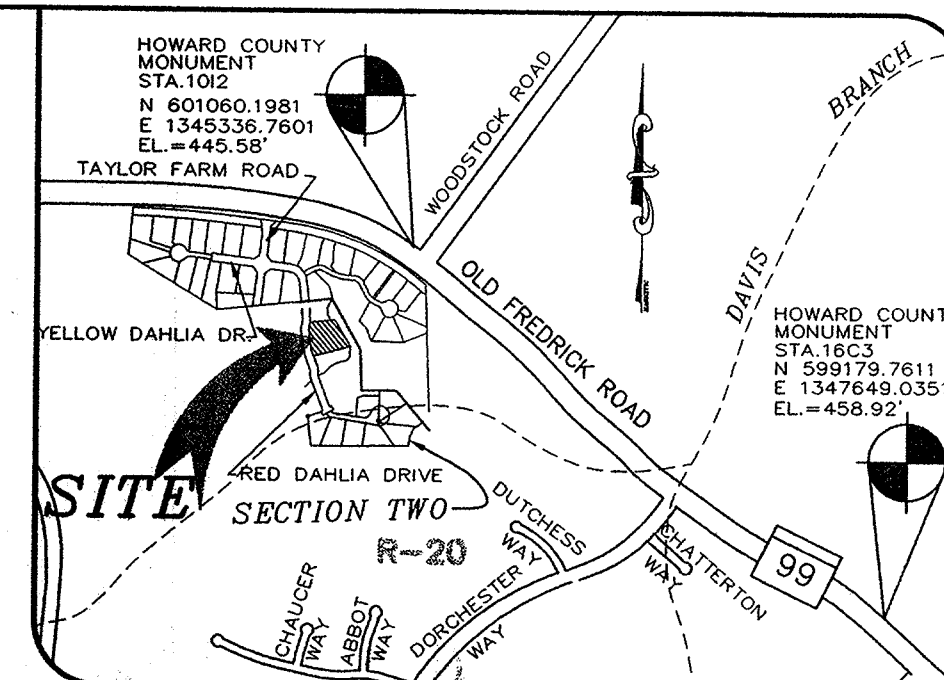 HOWARD COUNTY
MONUMENT
STA.10I2
N 601060.1981
E 1345336.7601
EL.=445.58'
TAYLOR FARM ROAD
WOODSTOCK ROAD
BRANCH
DAVIS
OLD FREDRICK ROAD
YELLOW DAHLIA DR.
HOWARD COUNT
MONUMENT
STA.16C3
N 599179.7611
E 1347649.0351
EL.=458.92'
SITE
RED DAHLIA DRIVE
SECTION TWO
R-20
DUTCHESS
WAY
CHATTERTON
WAY
99
DORCHESTER
WAY
CHAUCER
WAY
ABBOT
WAY